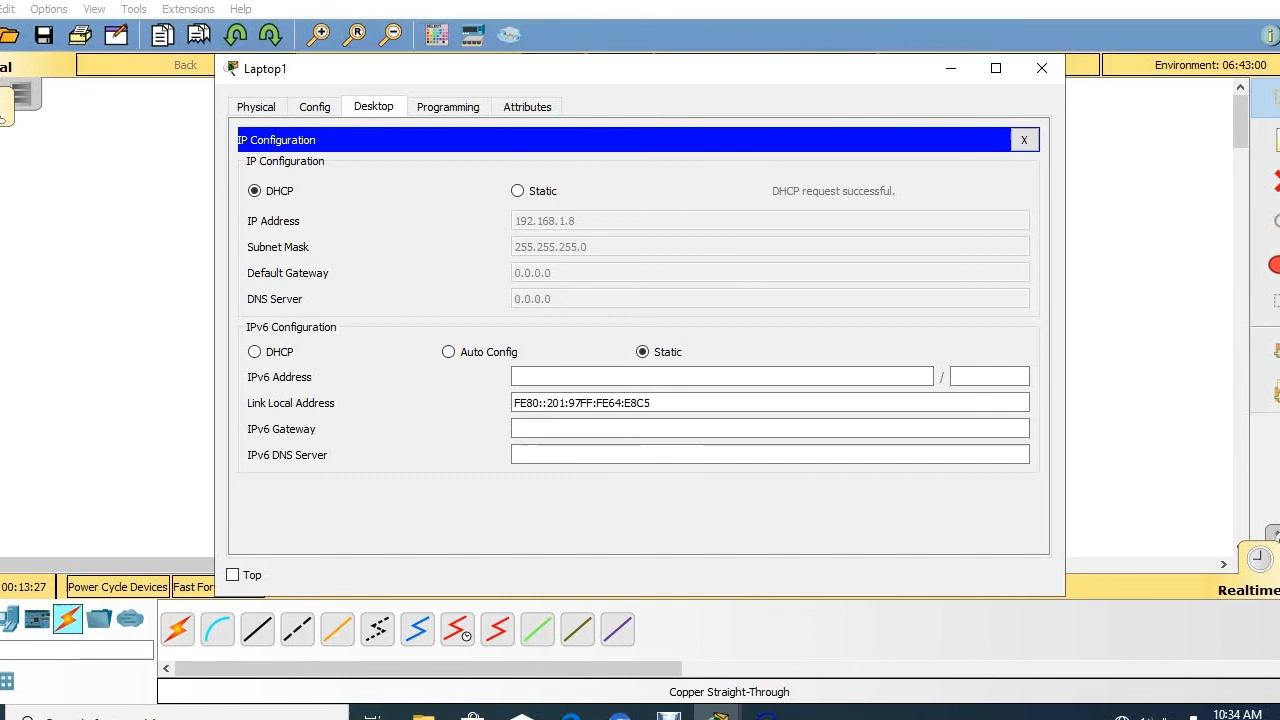 Edit Options View Tools Extensions Help
Back
Laptop1
Environment: 06:43:00
Physical Config Desktop Programming Attributes
IP Configuration X
IP Configuration
DHCP Static DHCP request successful.
IP Address 192.168.1.8
Subnet Mask 255.255.255.0
Default Gateway 0.0.0.0
DNS Server 0.0.0.0
IPv6 Configuration
DHCP Auto Config Static
IPv6 Address /
Link Local Address FE80::201:97FF:FE64:E8C5
IPv6 Gateway
IPv6 DNS Server
Top
00:13:27 Power Cycle Devices Fast For
Realtime
Copper Straight-Through
10:34 AM